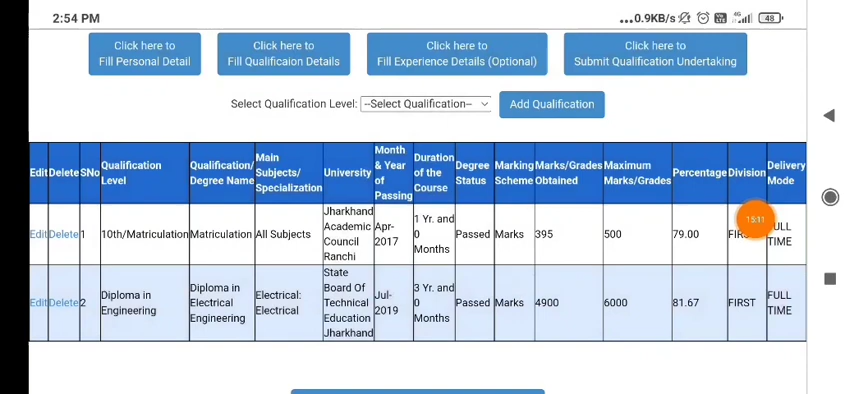 2:54 PM
...0.9KB/s 4G 48
Click here to
Fill Personal Detail
Click here to
Fill Qualificaion Details
Click here to
Fill Experience Details (Optional)
Click here to
Submit Qualification Undertaking
Select Qualification Level: --Select Qualification-- Add Qualification
Edit Delete SNo
Qualification
Level
Qualification/
Degree Name
Main
Subjects/
Specialization
University
Month
& Year
of
Passing
Duration
of the
Course
Degree
Status
Marking
Scheme
Marks/Grades
Obtained
Maximum
Marks/Grades
Percentage
Division
Delivery
Mode
Edit Delete 1 10th/Matriculation Matriculation All Subjects
Jharkhand
Academic
Council
Ranchi
Apr-
2017
1 Yr. and
0
Months
Passed Marks 395 500 79.00
15:11
TIME
Edit Delete 2
Diploma in
Engineering
Diploma in
Electrical
Engineering
Electrical:
Electrical
State
Board Of
Technical
Education
Jharkhand
Jul-
2019
3 Yr. and
0
Months
Passed Marks 4900 6000 81.67 FIRST
FULL
TIME